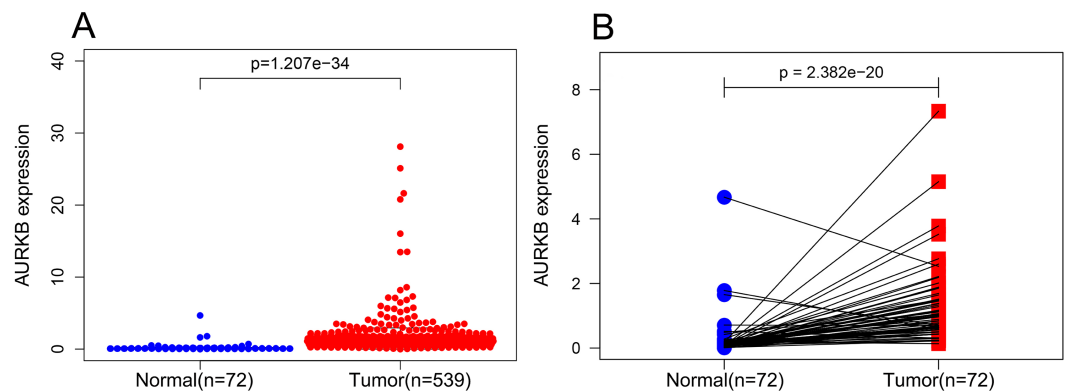 A
AURKB expression
40
30
20
10
0
p=1.207e−34
Normal(n=72)
Tumor(n=539)
B
AURKB expression
8
6
4
2
0
p = 2.382e−20
Normal(n=72)
Tumor(n=72)